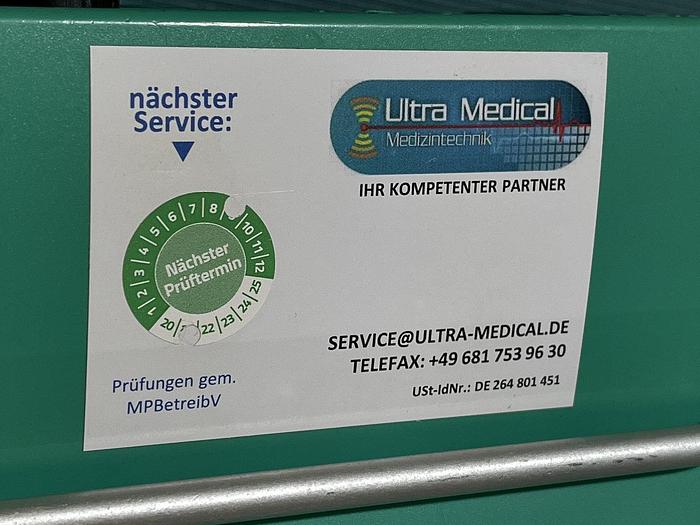 nächster
Service:
Ultra Medical
Medizintechnik
IHR KOMPETENTER PARTNER
1 2 3 4 5 6 7 8 10 11 12
Nächster
Prüftermin
20 22 23 24 25
SERVICE@ULTRA-MEDICAL.DE
TELEFAX: +49 681 753 96 30
USt-IdNr.: DE 264 801 451
Prüfungen gem.
MPBetreibV